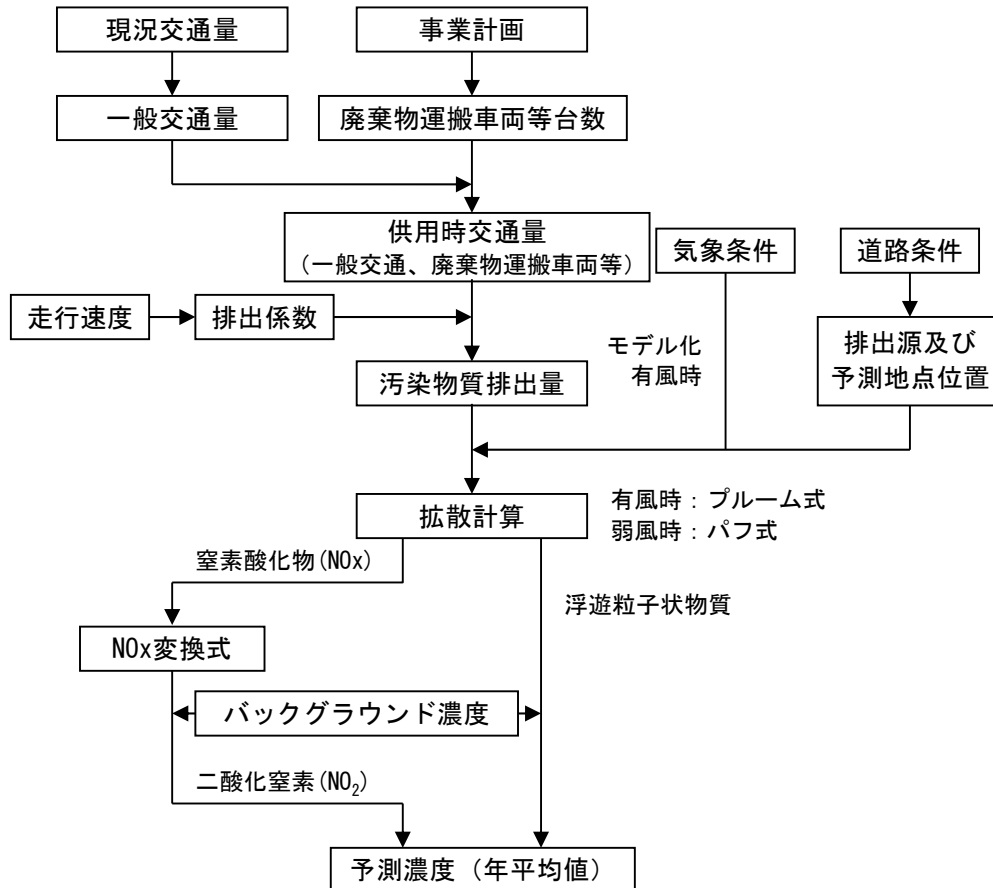 現況交通量
事業計画
一般交通量
廃棄物運搬車両等台数
供用時交通量
（一般交通、廃棄物運搬車両等）
気象条件
道路条件
走行速度
排出係数
モデル化
有風時
排出源及び
予測地点位置
汚染物質排出量
拡散計算
有風時：プルーム式
弱風時：パフ式
窒素酸化物(NOx)
浮遊粒子状物質
NOx変換式
バックグラウンド濃度
二酸化窒素(NO₂)
予測濃度（年平均値）